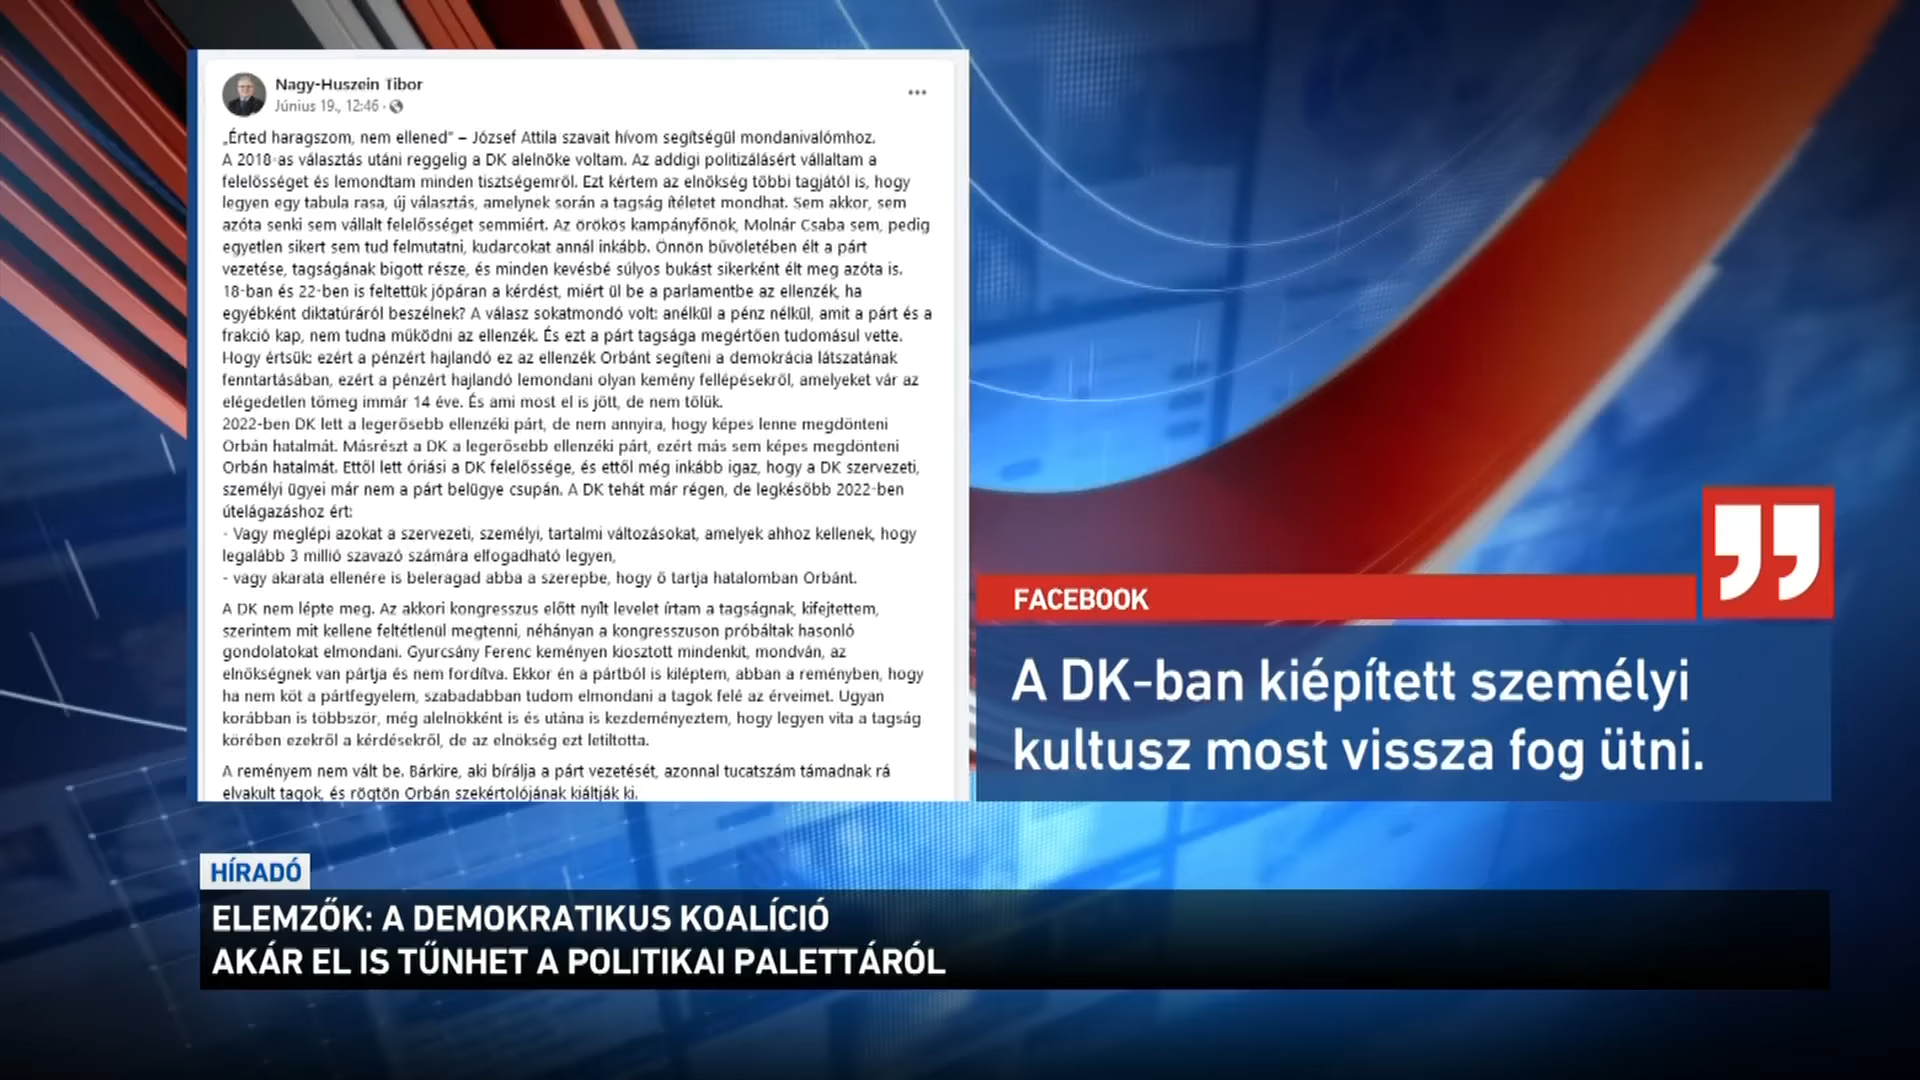 Nagy-Huszein Tibor
Június 19., 12:46 ·
„Érted haragszom, nem ellened" – József Attila szavait hívom segítségül mondanivalómhoz.
A 2018-as választás utáni reggelig a DK alelnöke voltam. Az addigi politizálásért vállaltam a
felelősséget és lemondtam minden tisztségemről. Ezt kértem az elnökség többi tagjától is, hogy
legyen egy tabula rasa, új választás, amelynek során a tagság ítéletet mondhat. Sem akkor, sem
azóta senki sem vállalt felelősséget semmiért. Az örökös kampányfőnök, Molnár Csaba sem, pedig
egyetlen sikert sem tud felmutatni, kudarcokat annál inkább. Önnön bűvöletében élt a párt
vezetése, tagságának bigott része, és minden kevésbé súlyos bukást sikerként élt meg azóta is.
18-ban és 22-ben is feltettük jópáran a kérdést, miért ül be a parlamentbe az ellenzék, ha
egyébként diktatúráról beszélnek? A válasz sokatmondó volt: anélkül a pénz nélkül, amit a párt és a
frakció kap, nem tudna működni az ellenzék. És ezt a párt tagsága megértően tudomásul vette.
Hogy értsük: ezért a pénzért hajlandó ez az ellenzék Orbánt segíteni a demokrácia látszatának
fenntartásában, ezért a pénzért hajlandó lemondani olyan kemény fellépésekről, amelyeket vár az
elégedetlen tömeg immár 14 éve. És ami most el is jött, de nem tőlük.
2022-ben DK lett a legerősebb ellenzéki párt, de nem annyira, hogy képes lenne megdönteni
Orbán hatalmát. Másrészt a DK a legerősebb ellenzéki párt, ezért más sem képes megdönteni
Orbán hatalmát. Ettől lett óriási a DK felelőssége, és ettől még inkább igaz, hogy a DK szervezeti,
személyi ügyei már nem a párt belügye csupán. A DK tehát már régen, de legkésőbb 2022-ben
útelágazáshoz ért:
- Vagy meglépi azokat a szervezeti, személyi, tartalmi változásokat, amelyek ahhoz kellenek, hogy
legalább 3 millió szavazó számára elfogadható legyen,
- vagy akarata ellenére is beleragad abba a szerepbe, hogy ő tartja hatalomban Orbánt.
A DK nem lépte meg. Az akkori kongresszus előtt nyílt levelet írtam a tagságnak, kifejtettem,
szerintem mit kellene feltétlenül megtenni, néhányan a kongresszuson próbáltak hasonló
gondolatokat elmondani. Gyurcsány Ferenc keményen kiosztott mindenkit, mondván, az
elnökségnek van pártja és nem fordítva. Ekkor én a pártból is kiléptem, abban a reményben, hogy
ha nem köt a pártfegyelem, szabadabban tudom elmondani a tagok felé az érveimet. Ugyan
korábban is többször, még alelnökként is és utána is kezdeményeztem, hogy legyen vita a tagság
körében ezekről a kérdésekről, de az elnökség ezt letiltotta.
A reményem nem vált be. Bárkire, aki bírálja a párt vezetését, azonnal tucatszám támadnak rá
elvakult tagok, és rögtön Orbán szekértolójának kiáltják ki.
FACEBOOK
A DK-ban kiépített személyi
kultusz most vissza fog ütni.
HÍRADÓ
ELEMZŐK: A DEMOKRATIKUS KOALÍCIÓ
AKÁR EL IS TŰNHET A POLITIKAI PALETTÁRÓL